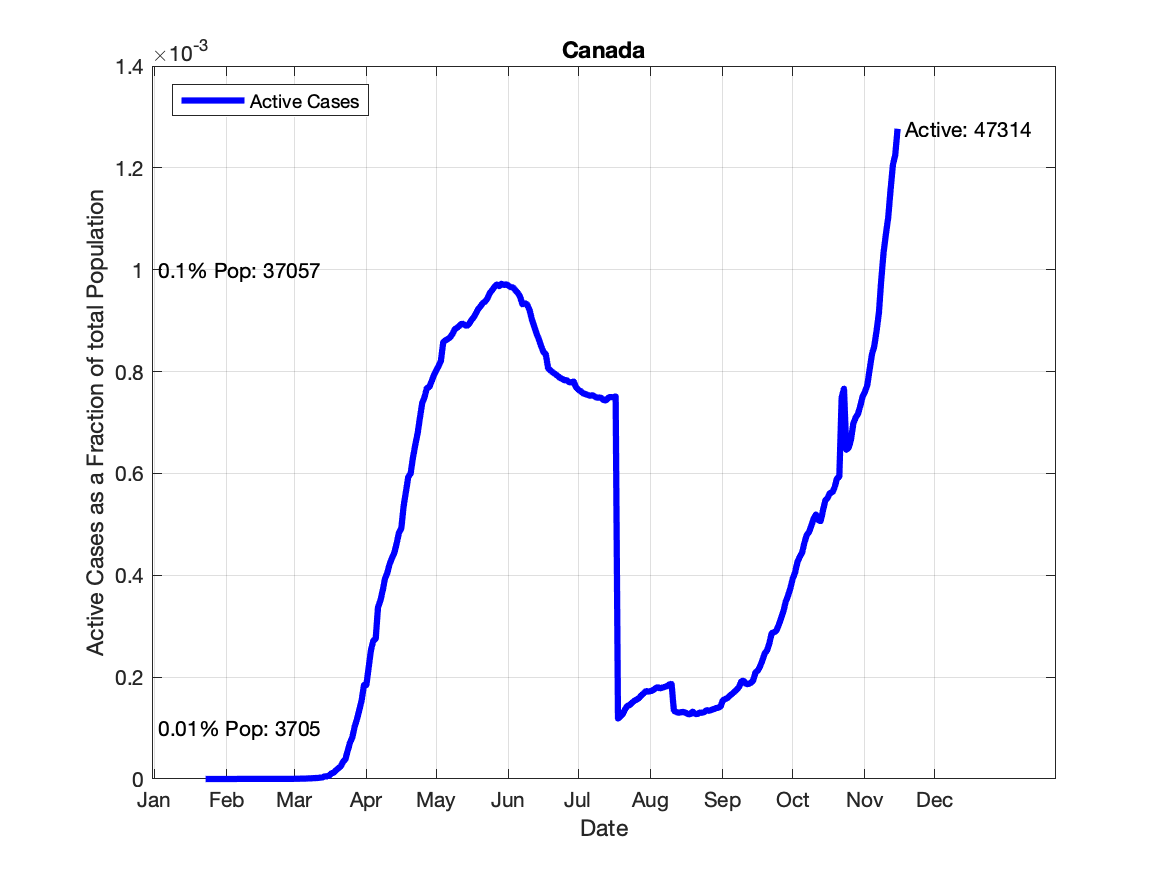 Canada
×10-3
1.4
1.2
1
0.8
0.6
0.4
0.2
0
Active Cases
Active: 47314
0.1% Pop: 37057
0.01% Pop: 3705
Active Cases as a Fraction of total Population
Jan Feb Mar Apr May Jun Jul Aug Sep Oct Nov Dec
Date